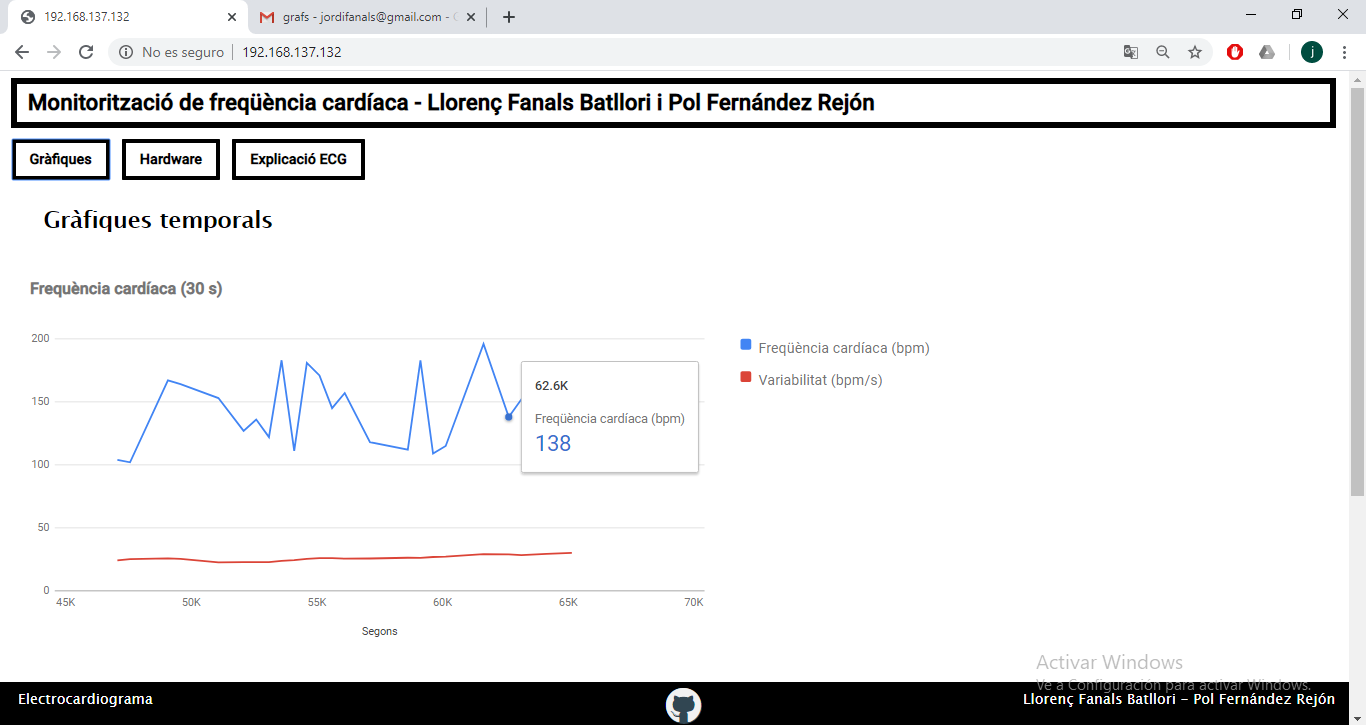 192.168.137.132
grafs - jordifanals@gmail.com -
No es seguro
192.168.137.132
j
Monitorització de freqüència cardíaca - Llorenç Fanals Batllori i Pol Fernández Rejón
Gràfiques
Hardware
Explicació ECG
Gràfiques temporals
Frequència cardíaca (30 s)
200
150
100
50
0
45K
50K
55K
60K
65K
70K
Segons
62.6K
Freqüència cardíaca (bpm)
138
Freqüència cardíaca (bpm)
Variabilitat (bpm/s)
Activar Windows
Ve a Configuración para activar Windows.
Electrocardiograma
Llorenç Fanals Batllori - Pol Fernández Rejón